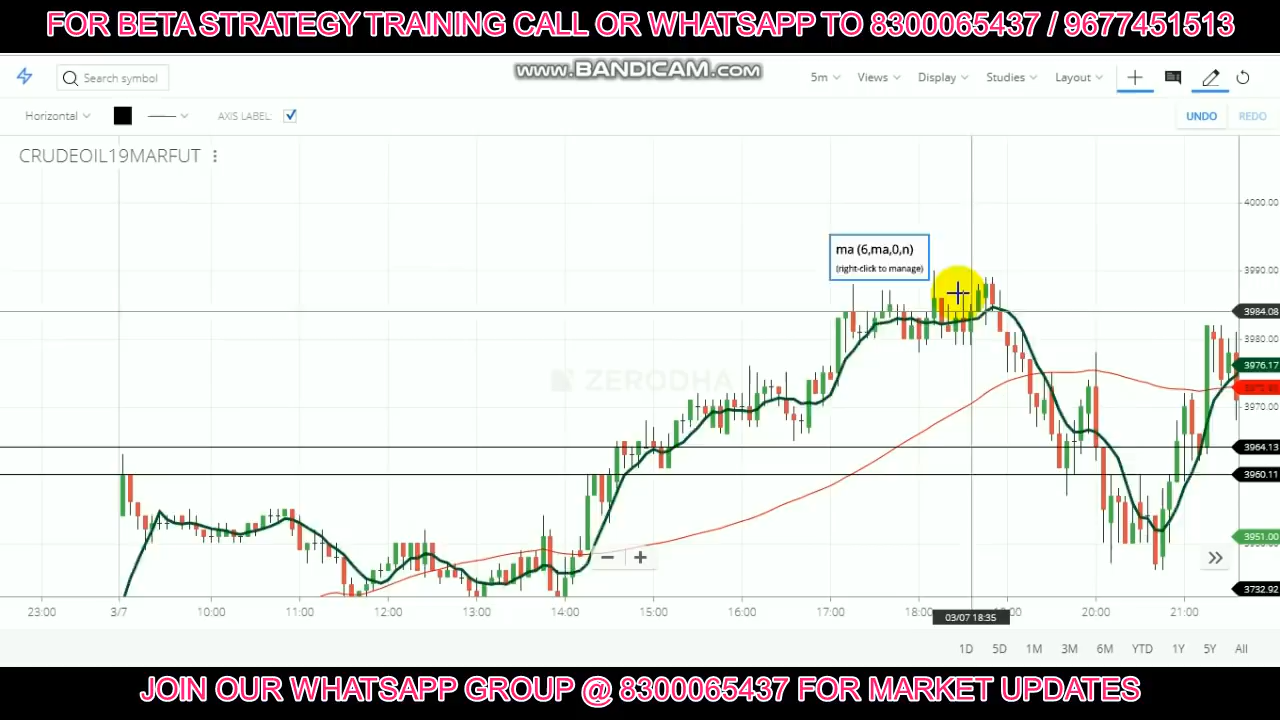 FOR BETA STRATEGY TRAINING CALL OR WHATSAPP TO 8300065437 / 9677451513
www.BANDICAM.com
Search symbol
5m Views Display Studies Layout
Horizontal AXIS LABEL: UNDO REDO
CRUDEOIL19MARFUT
4000.00
ma (6,ma,0,n)
(right-click to manage)
3990.00
3984.08
3980.00
3976.17
ZERODHA
3970.00
3964.13
3960.11
3951.00
3732.92
23:00 3/7 10:00 11:00 12:00 13:00 14:00 15:00 16:00 17:00 18:00 20:00 21:00
03/07 18:35
1D 5D 1M 3M 6M YTD 1Y 5Y All
JOIN OUR WHATSAPP GROUP @ 8300065437 FOR MARKET UPDATES